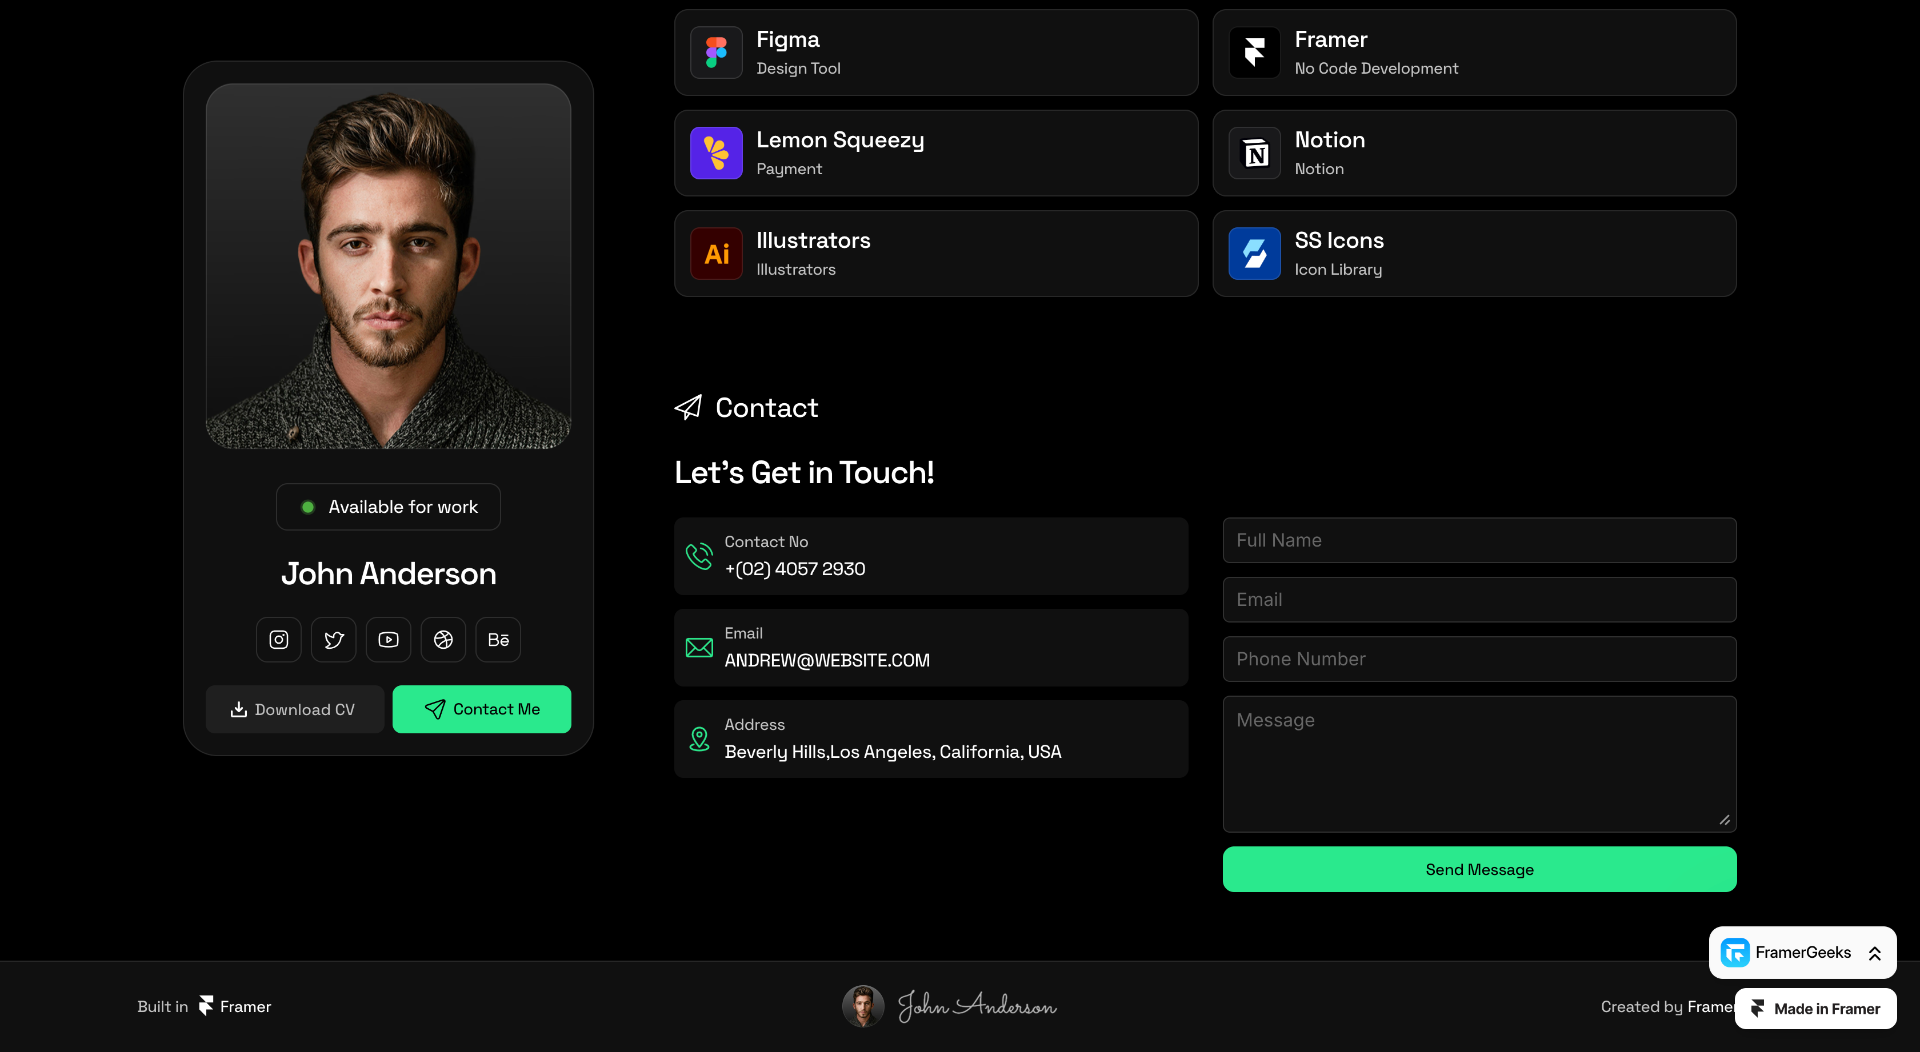 Available for work
John Anderson
Bē
Download CV
Contact Me
Figma
Design Tool
Framer
No Code Development
Lemon Squeezy
Payment
N
Notion
Notion
Ai
Illustrators
Illustrators
SS Icons
Icon Library
Contact
Let's Get in Touch!
Contact No
+(02) 4057 2930
Email
ANDREW@WEBSITE.COM
Address
Beverly Hills,Los Angeles, California, USA
Full Name
Email
Phone Number
Message
Send Message
FramerGeeks
Built in Framer
John Anderson
Created by Framer
Made in Framer